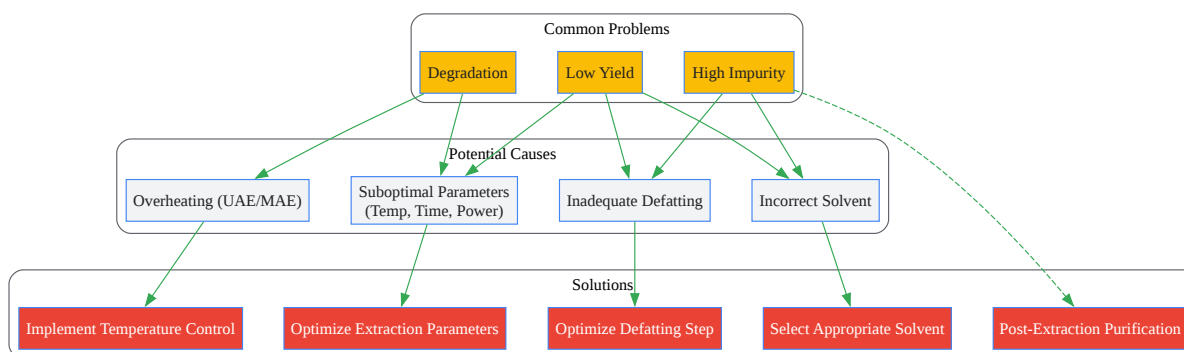 Common Problems
Degradation
Low Yield
High Impurity
Potential Causes
Overheating (UAE/MAE)
Suboptimal Parameters
(Temp, Time, Power)
Inadequate Defatting
Incorrect Solvent
Solutions
Implement Temperature Control
Optimize Extraction Parameters
Optimize Defatting Step
Select Appropriate Solvent
Post-Extraction Purification